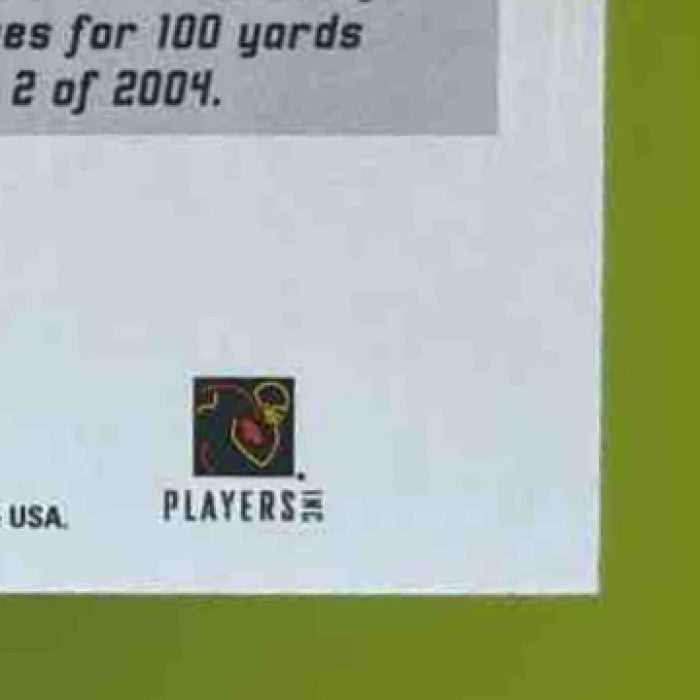 es for 100 yards
2 of 2004.
USA.
PLAYERS INC